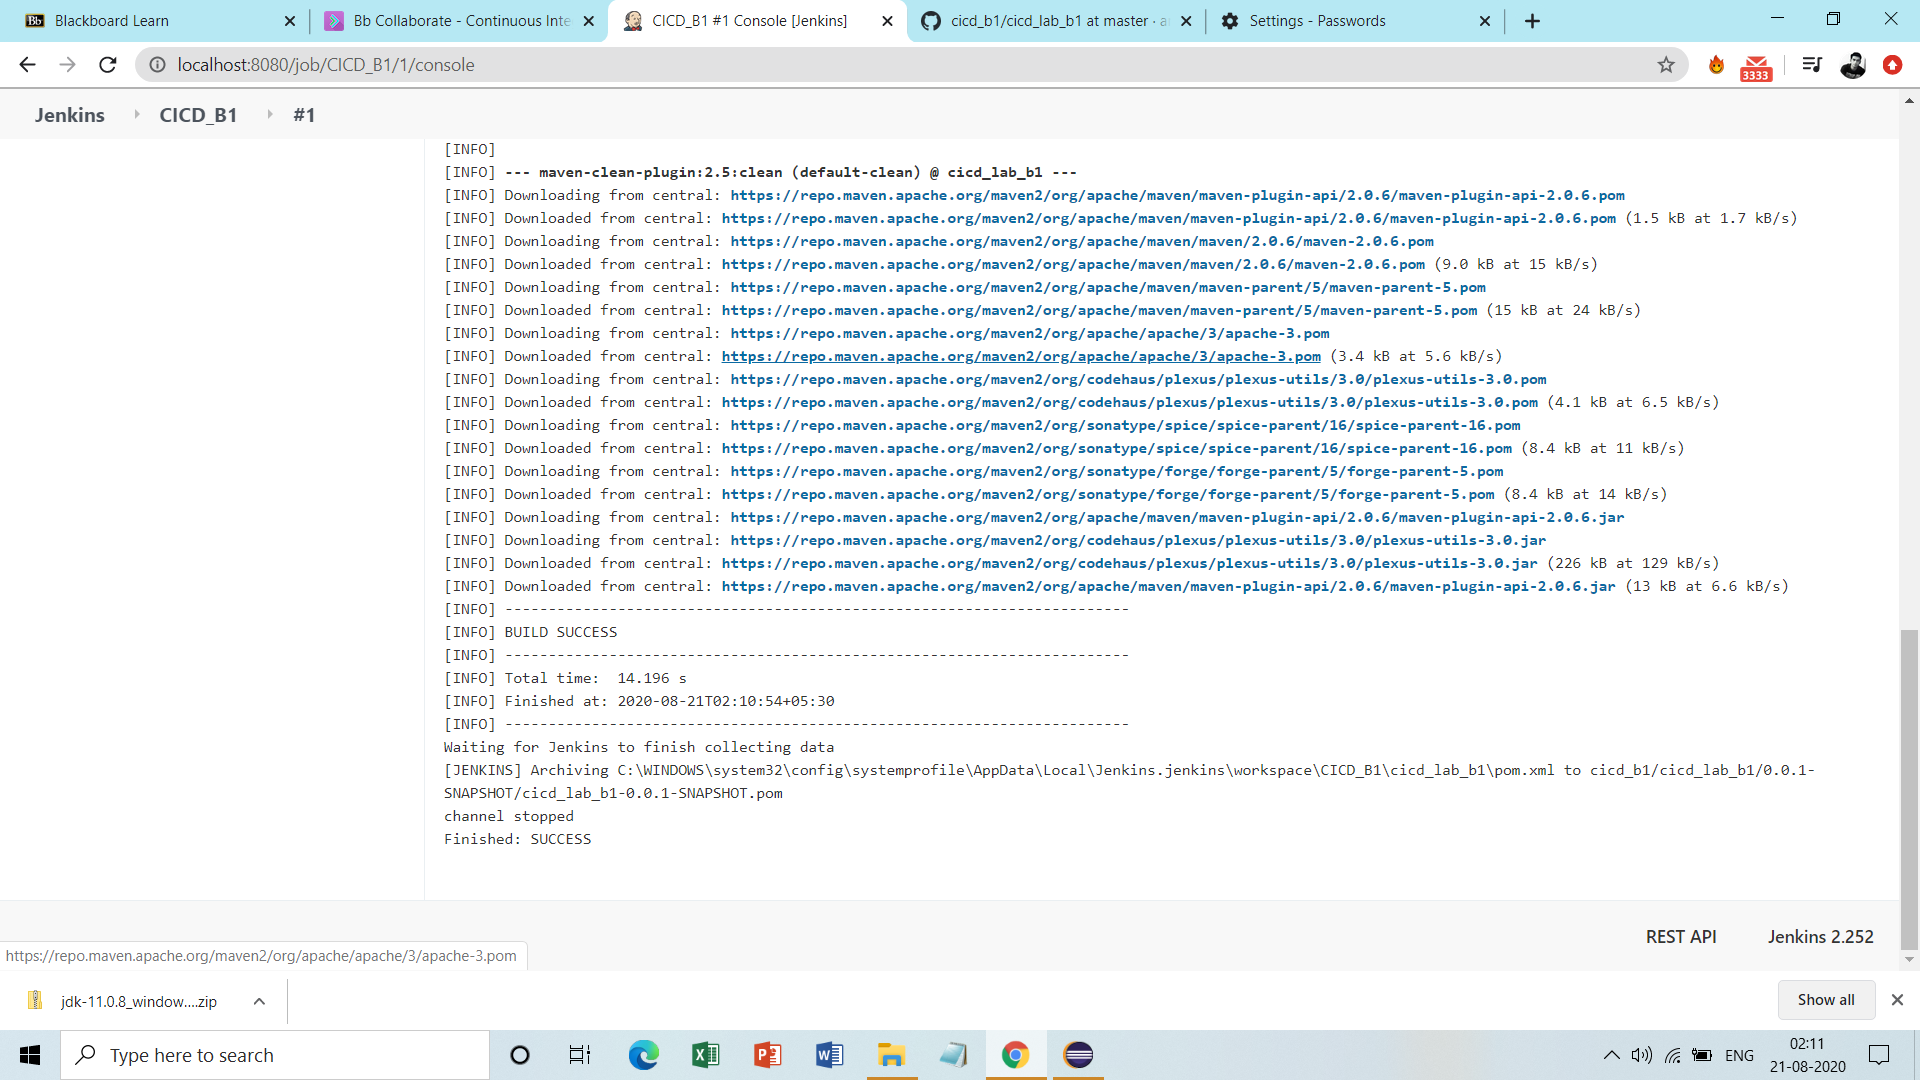 Blackboard Learn
Bb Collaborate - Continuous Inte
CICD_B1 #1 Console [Jenkins]
cicd_b1/cicd_lab_b1 at master · a
Settings - Passwords
localhost:8080/job/CICD_B1/1/console
3333
Jenkins CICD_B1 #1
[INFO]
[INFO] --- maven-clean-plugin:2.5:clean (default-clean) @ cicd_lab_b1 ---
[INFO] Downloading from central: https://repo.maven.apache.org/maven2/org/apache/maven/maven-plugin-api/2.0.6/maven-plugin-api-2.0.6.pom
[INFO] Downloaded from central: https://repo.maven.apache.org/maven2/org/apache/maven/maven-plugin-api/2.0.6/maven-plugin-api-2.0.6.pom (1.5 kB at 1.7 kB/s)
[INFO] Downloading from central: https://repo.maven.apache.org/maven2/org/apache/maven/maven/2.0.6/maven-2.0.6.pom
[INFO] Downloaded from central: https://repo.maven.apache.org/maven2/org/apache/maven/maven/2.0.6/maven-2.0.6.pom (9.0 kB at 15 kB/s)
[INFO] Downloading from central: https://repo.maven.apache.org/maven2/org/apache/maven/maven-parent/5/maven-parent-5.pom
[INFO] Downloaded from central: https://repo.maven.apache.org/maven2/org/apache/maven/maven-parent/5/maven-parent-5.pom (15 kB at 24 kB/s)
[INFO] Downloading from central: https://repo.maven.apache.org/maven2/org/apache/apache/3/apache-3.pom
[INFO] Downloaded from central: https://repo.maven.apache.org/maven2/org/apache/apache/3/apache-3.pom (3.4 kB at 5.6 kB/s)
[INFO] Downloading from central: https://repo.maven.apache.org/maven2/org/codehaus/plexus/plexus-utils/3.0/plexus-utils-3.0.pom
[INFO] Downloaded from central: https://repo.maven.apache.org/maven2/org/codehaus/plexus/plexus-utils/3.0/plexus-utils-3.0.pom (4.1 kB at 6.5 kB/s)
[INFO] Downloading from central: https://repo.maven.apache.org/maven2/org/sonatype/spice/spice-parent/16/spice-parent-16.pom
[INFO] Downloaded from central: https://repo.maven.apache.org/maven2/org/sonatype/spice/spice-parent/16/spice-parent-16.pom (8.4 kB at 11 kB/s)
[INFO] Downloading from central: https://repo.maven.apache.org/maven2/org/sonatype/forge/forge-parent/5/forge-parent-5.pom
[INFO] Downloaded from central: https://repo.maven.apache.org/maven2/org/sonatype/forge/forge-parent/5/forge-parent-5.pom (8.4 kB at 14 kB/s)
[INFO] Downloading from central: https://repo.maven.apache.org/maven2/org/apache/maven/maven-plugin-api/2.0.6/maven-plugin-api-2.0.6.jar
[INFO] Downloading from central: https://repo.maven.apache.org/maven2/org/codehaus/plexus/plexus-utils/3.0/plexus-utils-3.0.jar
[INFO] Downloaded from central: https://repo.maven.apache.org/maven2/org/codehaus/plexus/plexus-utils/3.0/plexus-utils-3.0.jar (226 kB at 129 kB/s)
[INFO] Downloaded from central: https://repo.maven.apache.org/maven2/org/apache/maven/maven-plugin-api/2.0.6/maven-plugin-api-2.0.6.jar (13 kB at 6.6 kB/s)
[INFO] ------------------------------------------------------------------------
[INFO] BUILD SUCCESS
[INFO] ------------------------------------------------------------------------
[INFO] Total time:  14.196 s
[INFO] Finished at: 2020-08-21T02:10:54+05:30
[INFO] ------------------------------------------------------------------------
Waiting for Jenkins to finish collecting data
[JENKINS] Archiving C:\WINDOWS\system32\config\systemprofile\AppData\Local\Jenkins.jenkins\workspace\CICD_B1\cicd_lab_b1\pom.xml to cicd_b1/cicd_lab_b1/0.0.1-
SNAPSHOT/cicd_lab_b1-0.0.1-SNAPSHOT.pom
channel stopped
Finished: SUCCESS
REST API Jenkins 2.252
https://repo.maven.apache.org/maven2/org/apache/apache/3/apache-3.pom
jdk-11.0.8_window....zip
Show all
Type here to search
ENG
02:11
21-08-2020